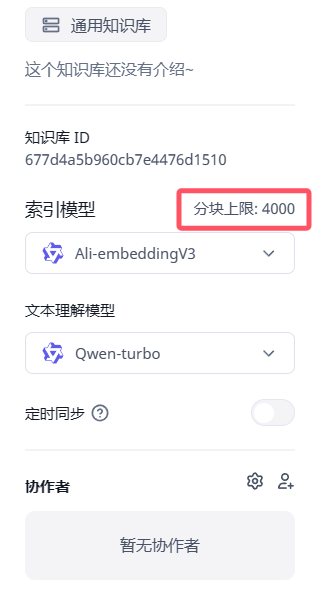 通用知识库
这个知识库还没有介绍~
知识库 ID
677d4a5b960cb7e4476d1510
索引模型 分块上限: 4000
Ali-embeddingV3
文本理解模型
Qwen-turbo
定时同步
协作者
暂无协作者